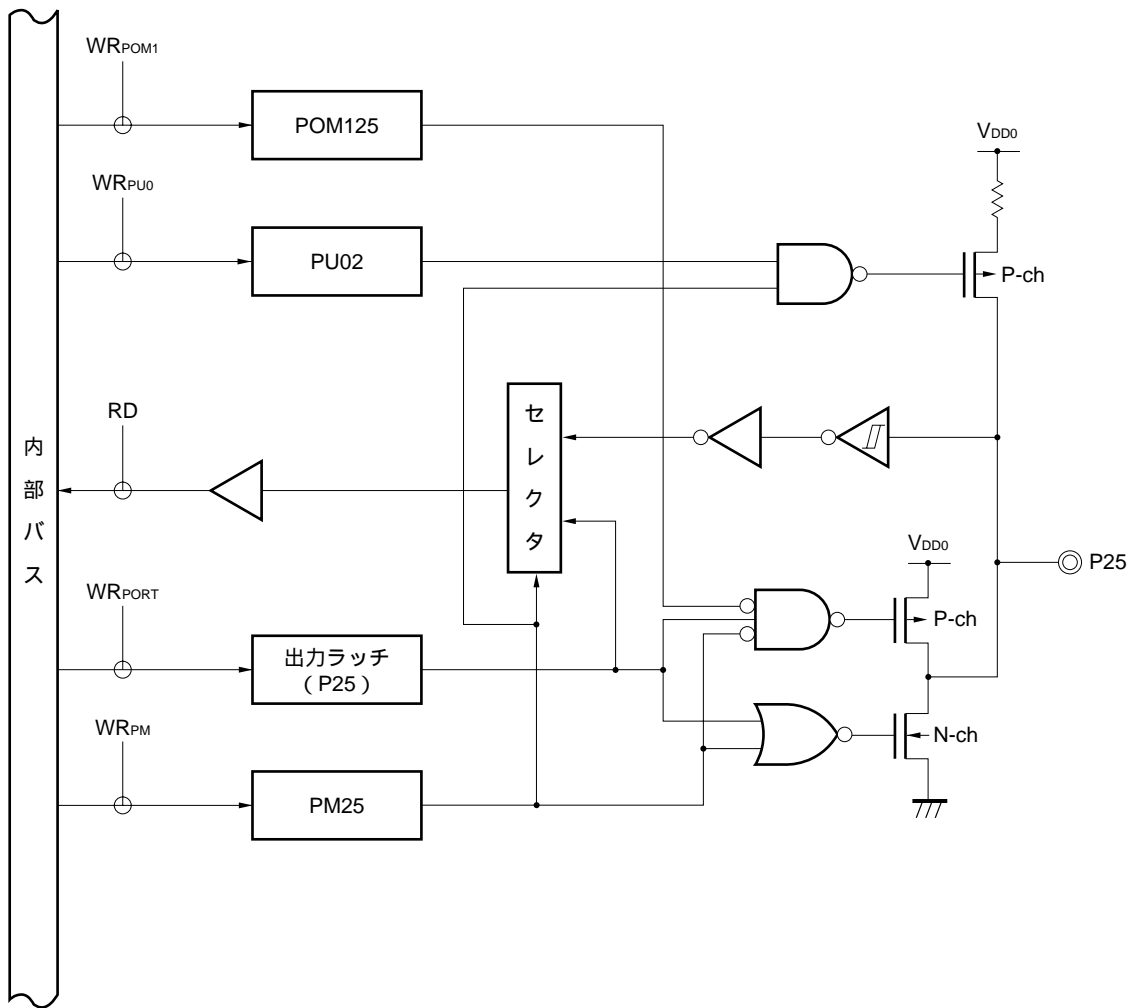 WRPOM1
POM125
VDD0
WRPU0
PU02
P-ch
RD
セレクタ
内部バス
VDD0
P25
WRPORT
P-ch
出力ラッチ
(P25)
WRPM
N-ch
PM25